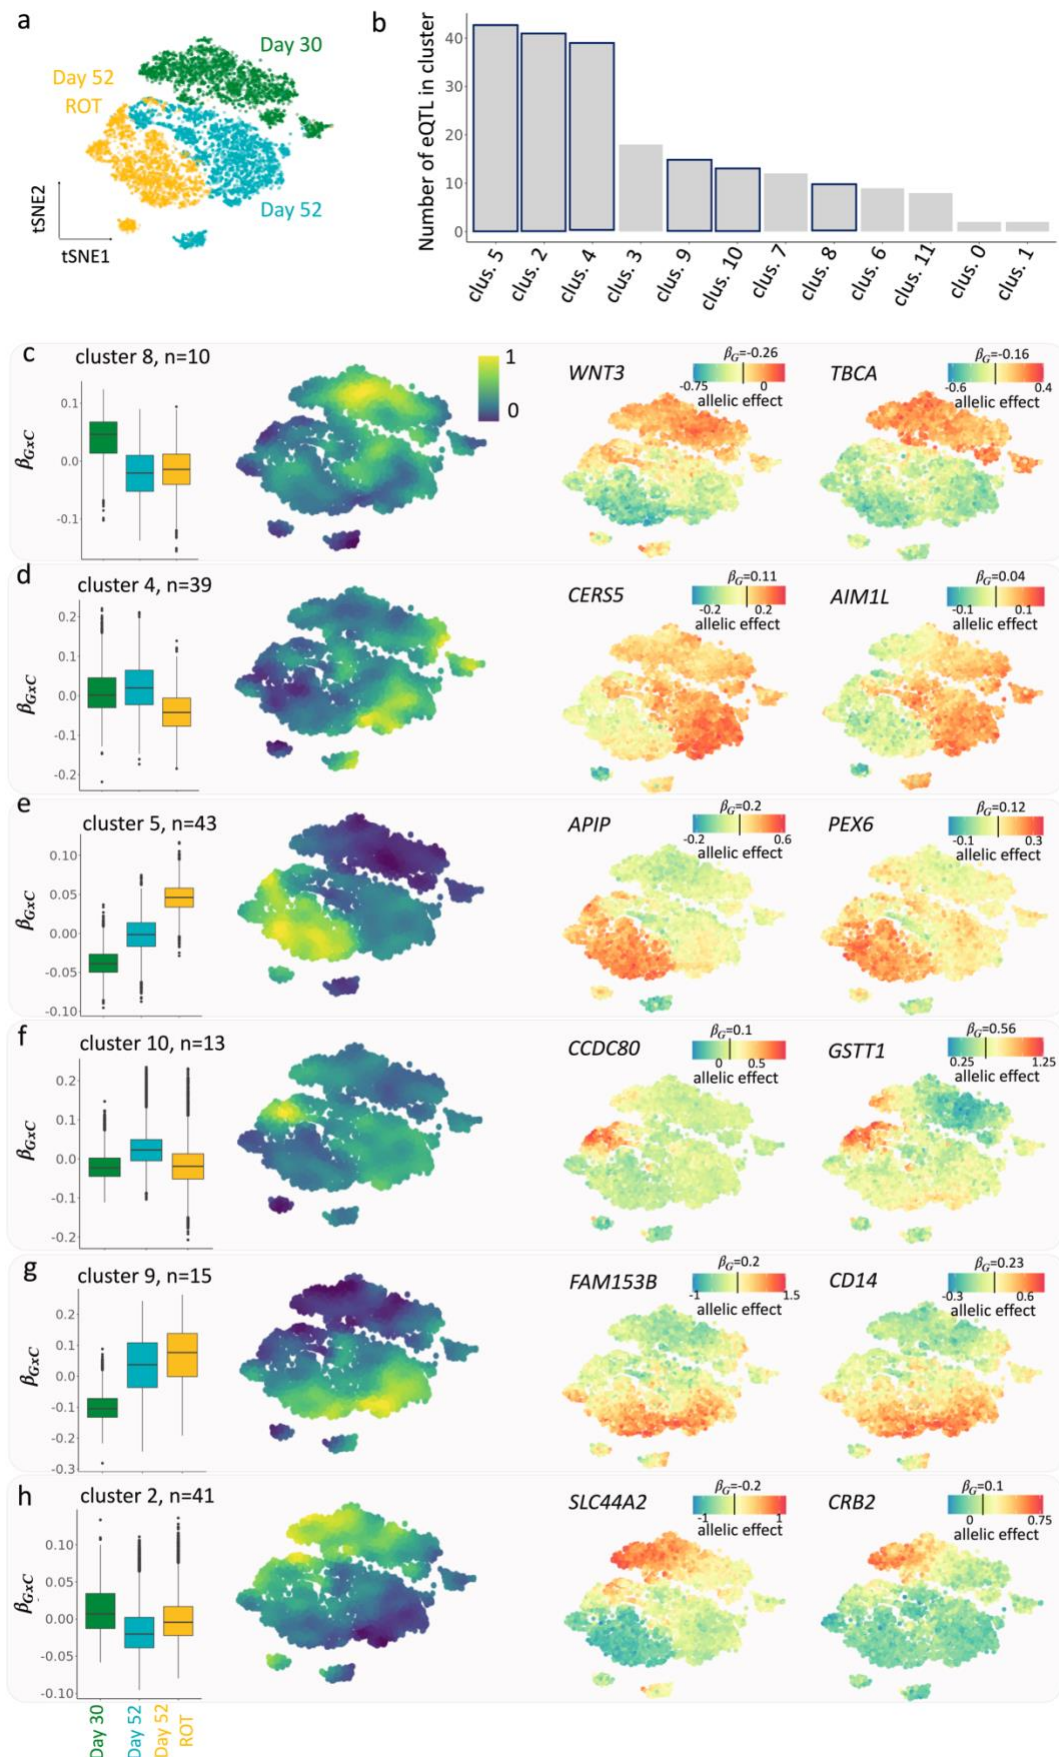 a
Day 30
Day 52
ROT
Day 52
tSNE2
tSNE1
b
Number of eQTL in cluster
40
30
20
10
0
clus. 5
clus. 2
clus. 4
clus. 3
clus. 9
clus. 10
clus. 7
clus. 8
clus. 6
clus. 11
clus. 0
clus. 1
c
cluster 8, n=10
βGxC
0.1
0.0
-0.1
1
0
WNT3
βG=-0.26
-0.75 0
allelic effect
TBCA
βG=-0.16
-0.6 0.4
allelic effect
d
cluster 4, n=39
βGxC
0.2
0.1
0.0
-0.1
-0.2
CERS5
βG=0.11
-0.2 0.2
allelic effect
AIM1L
βG=0.04
-0.1 0.1
allelic effect
e
cluster 5, n=43
βGxC
0.10
0.05
0.00
-0.05
-0.10
APIP
βG=0.2
-0.2 0.6
allelic effect
PEX6
βG=0.12
-0.1 0.3
allelic effect
f
cluster 10, n=13
βGxC
0.2
0.1
0.0
-0.1
-0.2
CCDC80
βG=0.1
0 0.5
allelic effect
GSTT1
βG=0.56
0.25 1.25
allelic effect
g
cluster 9, n=15
βGxC
0.2
0.1
0.0
-0.1
-0.2
-0.3
FAM153B
βG=0.2
-1 1.5
allelic effect
CD14
βG=0.23
-0.3 0.6
allelic effect
h
cluster 2, n=41
βGxC
0.10
0.05
0.00
-0.05
-0.10
SLC44A2
βG=-0.2
-1 1
allelic effect
CRB2
βG=0.1
0 0.75
allelic effect
Day 30
Day 52
Day 52
ROT